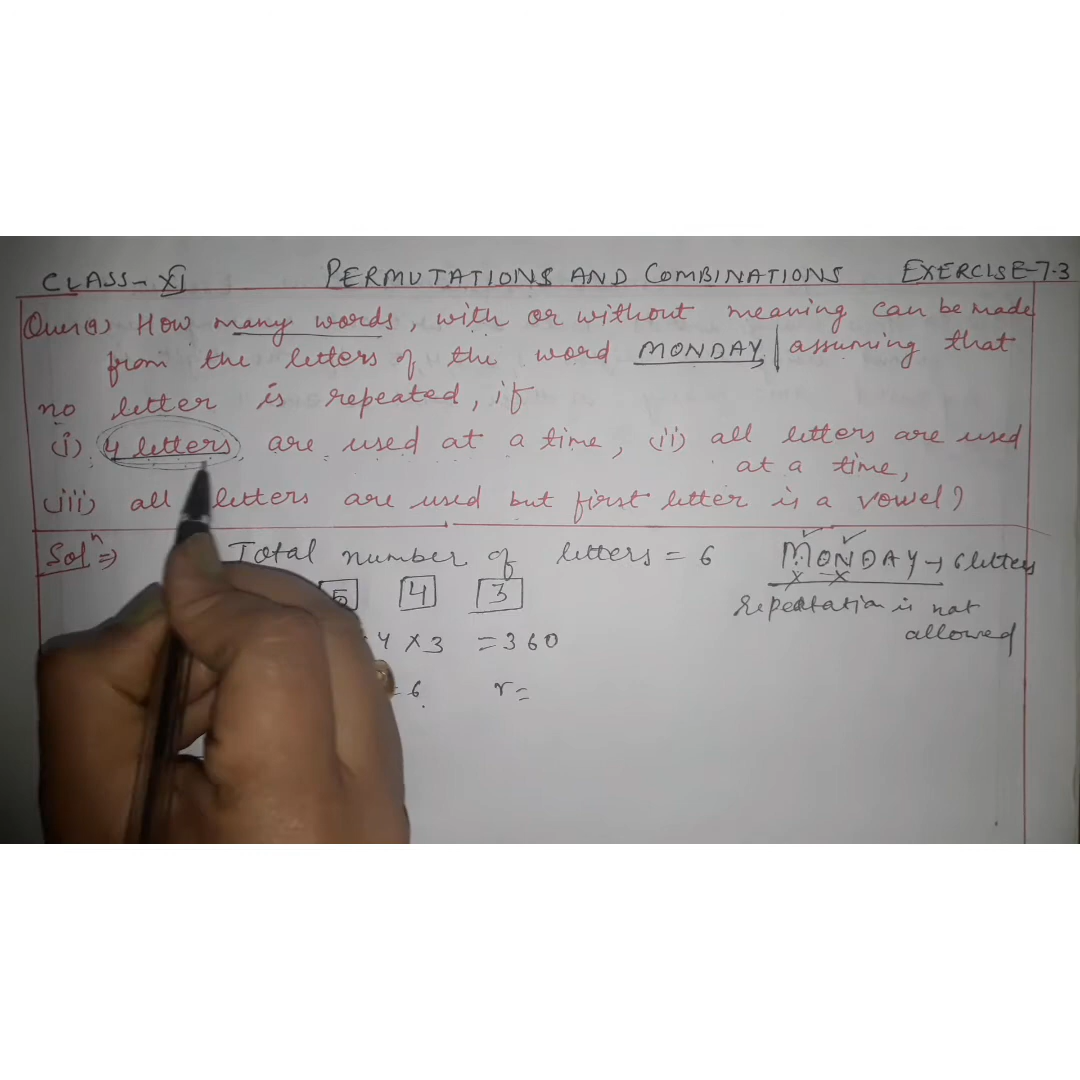 CLASS-XI PERMUTATIONS AND COMBINATIONS EXERCISE-7.3
Ques(9) How many words, with or without meaning can be made
from the letters of the word MONDAY, assuming that
no letter is repeated, if
(i) 4 letters are used at a time, (ii) all letters are used
at a time,
(iii) all letters are used but first letter is a vowel?
Solⁿ⇒ Total number of letters = 6 MONDAY→6 letters
5 4 3 Repeatation is not
allowed
4 × 3 = 360
= 6. r =